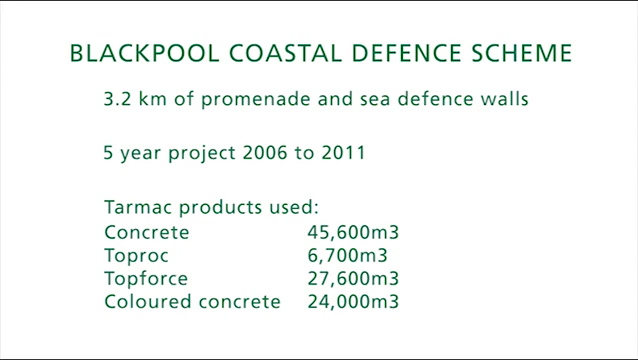 BLACKPOOL COASTAL DEFENCE SCHEME
3.2 km of promenade and sea defence walls
5 year project 2006 to 2011
Tarmac products used:
Concrete 45,600m3
Toproc 6,700m3
Topforce 27,600m3
Coloured concrete 24,000m3